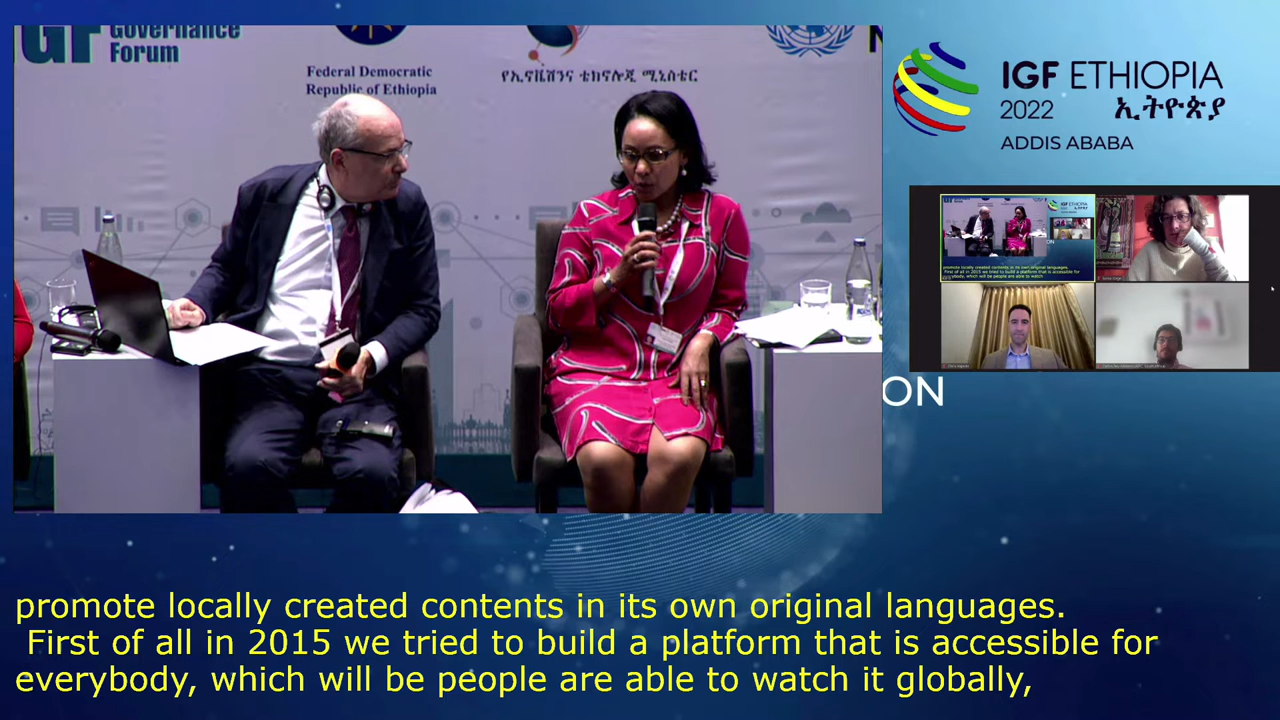 IGF
Governance
Forum
Federal Democratic
Republic of Ethiopia
የኢኖቬሽንና ቴክኖሎጂ ሚኒስቴር
IGF ETHIOPIA
2022 ኢትዮጵያ
ADDIS ABABA
ON
promote locally created contents in its own original languages.
First of all in 2015 we tried to build a platform that is accessible for
everybody, which will be people are able to watch it globally,